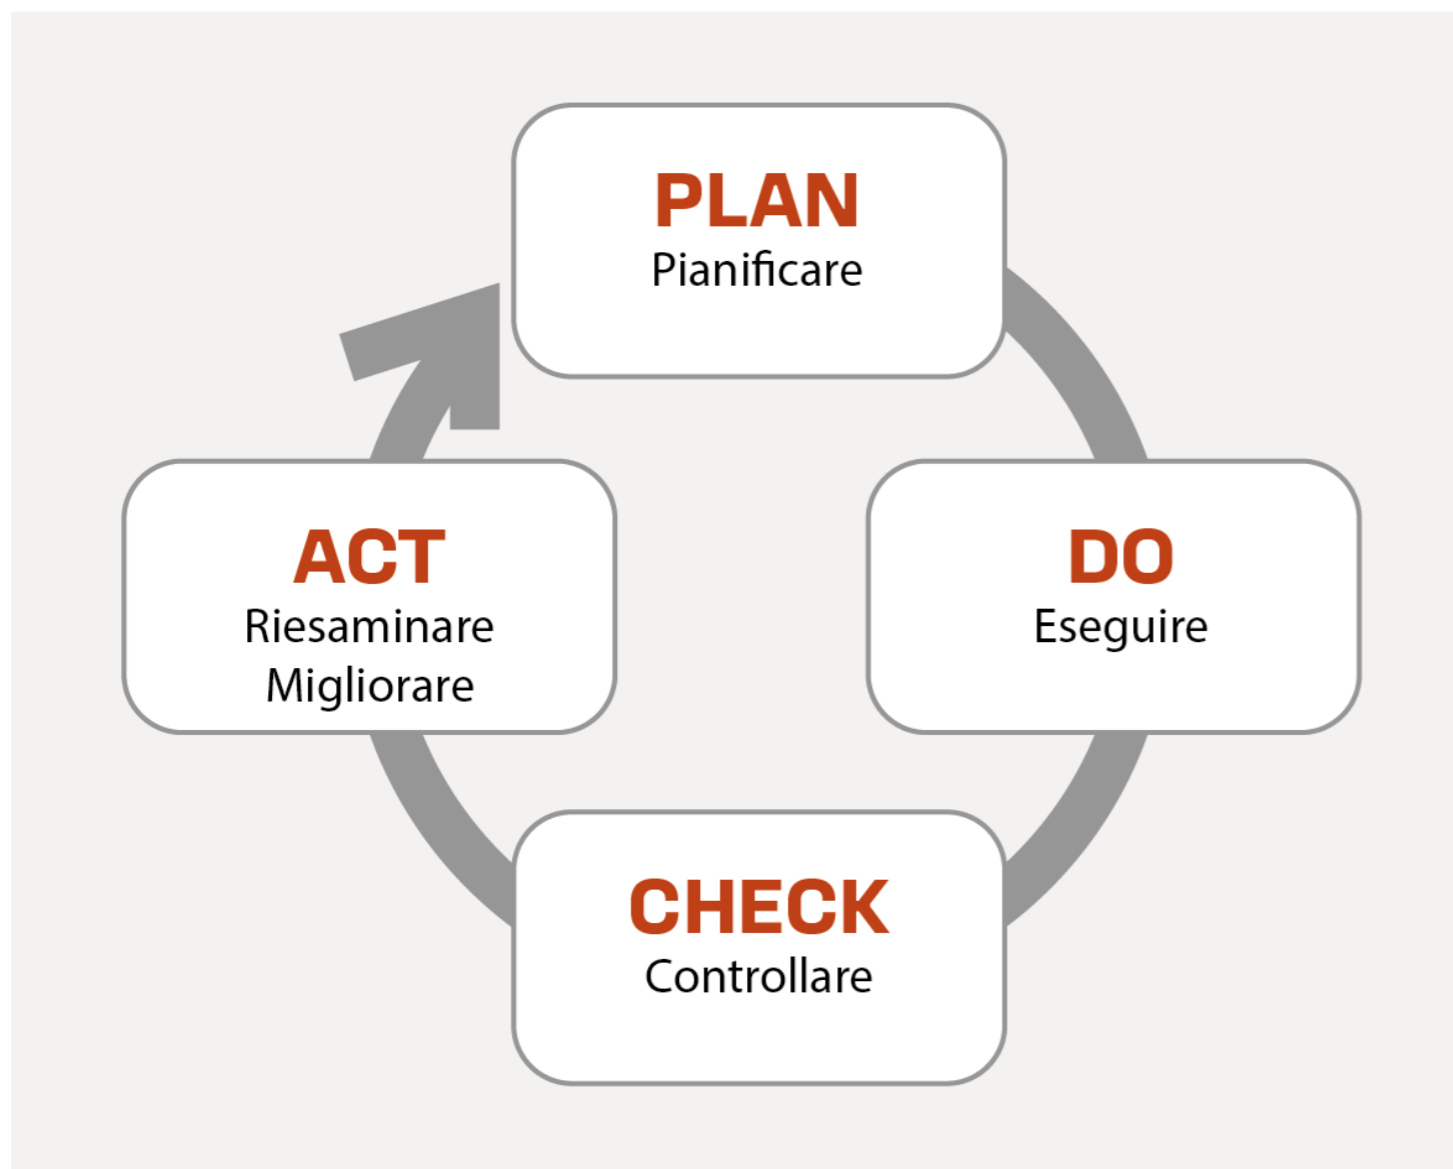 PLAN
Pianificare
DO
Eseguire
CHECK
Controllare
ACT
Riesaminare
Migliorare